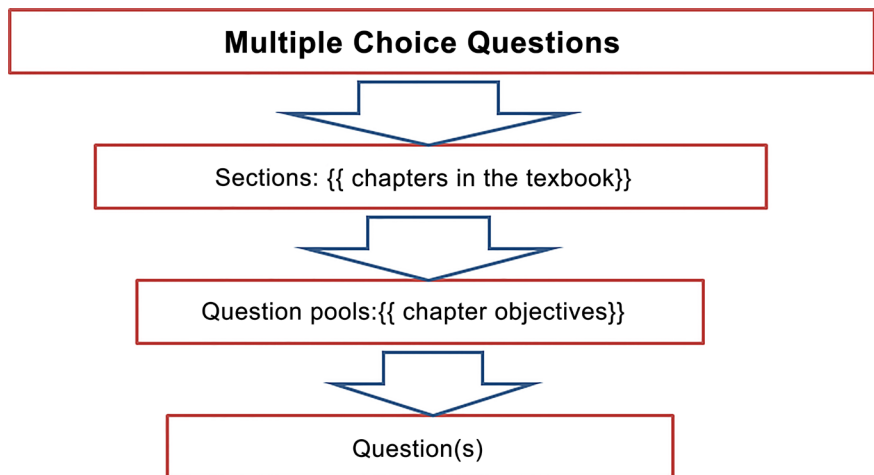 Multiple Choice Questions
Sections: {{ chapters in the texbook}}
Question pools:{{ chapter objectives}}
Question(s)